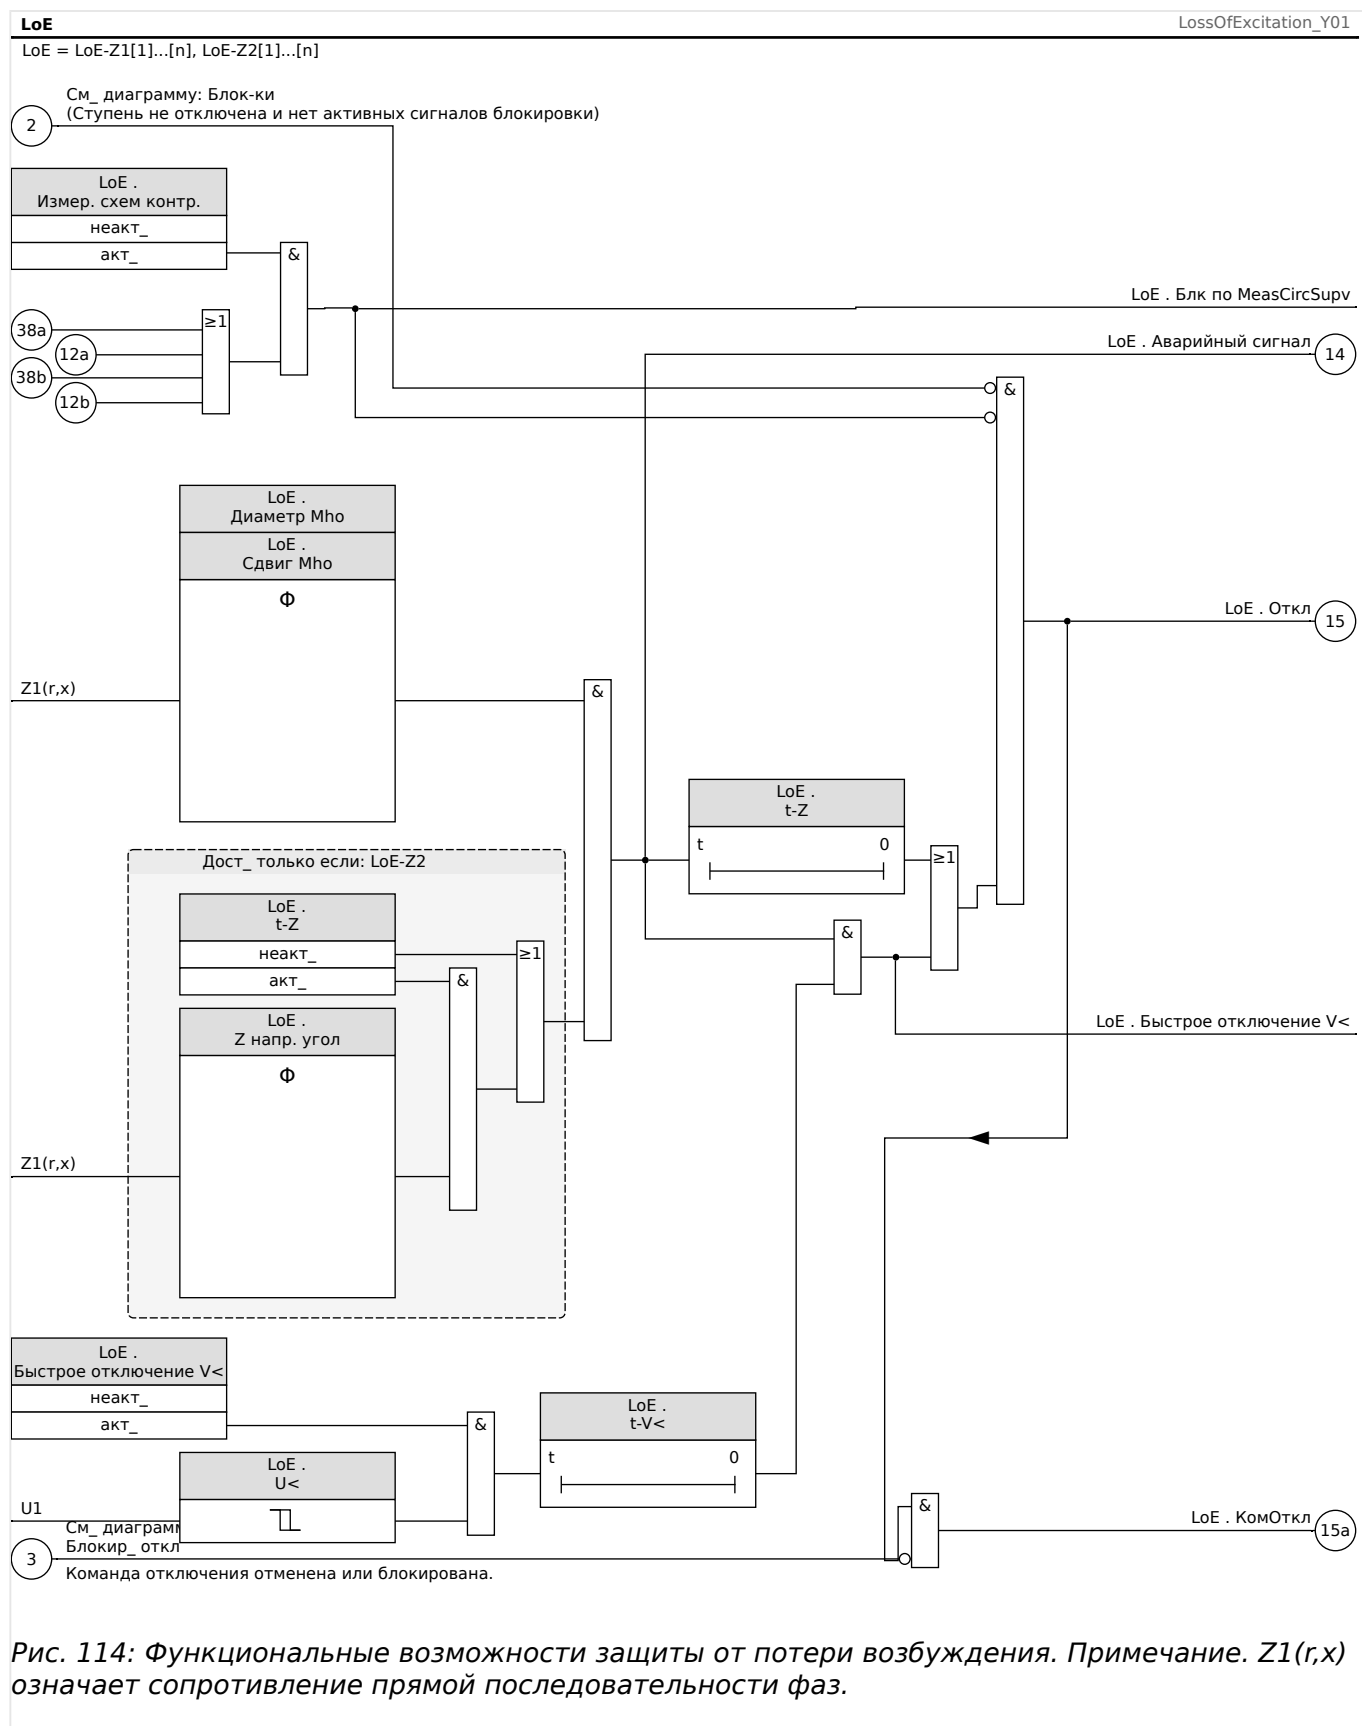 LoE
LossOfExcitation_Y01
LoE = LoE-Z1[1]...[n], LoE-Z2[1]...[n]
См_ диаграмму: Блок-ки
(Ступень не отключена и нет активных сигналов блокировки)
2
LoE .
Измер. схем контр.
неакт_
акт_
&
LoE . Блк по MeasCircSupv
38a
≥1
12a
38b
12b
LoE . Аварийный сигнал
14
&
LoE .
Диаметр Mho
LoE .
Сдвиг Mho
Φ
LoE . Откл
15
Z1(r,x)
&
LoE .
t-Z
t 0
≥1
Дост_ только если: LoE-Z2
LoE .
t-Z
неакт_
акт_
≥1
&
&
LoE .
Z напр. угол
Φ
LoE . Быстрое отключение V<
Z1(r,x)
LoE .
Быстрое отключение V<
неакт_
акт_
&
LoE .
t-V<
t 0
LoE .
U<
U1
См_ диаграмм
Блокир_ откл
3
Команда отключения отменена или блокирована.
&
LoE . КомОткл
15a
Рис. 114: Функциональные возможности защиты от потери возбуждения. Примечание. Z1(r,x)
означает сопротивление прямой последовательности фаз.